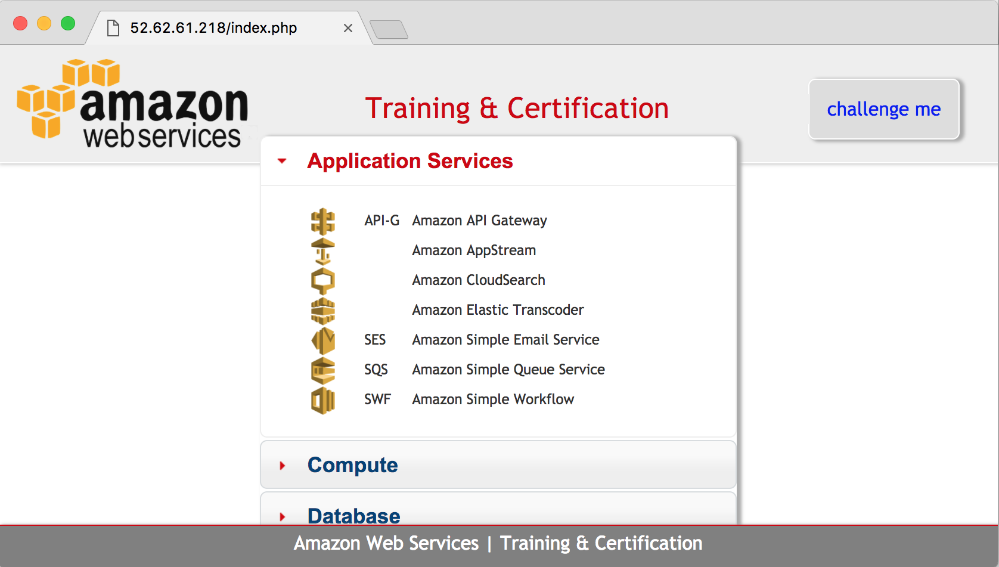 52.62.61.218/index.php
amazon
webservices
Training & Certification
challenge me
Application Services
API-G Amazon API Gateway
Amazon AppStream
Amazon CloudSearch
Amazon Elastic Transcoder
SES Amazon Simple Email Service
SQS Amazon Simple Queue Service
SWF Amazon Simple Workflow
Compute
Database
Amazon Web Services | Training & Certification